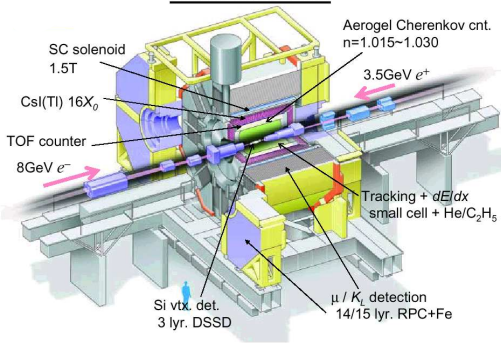 SC solenoid
1.5T
Aerogel Cherenkov cnt.
n=1.015~1.030
CsI(Tl) 16X₀
3.5GeV e⁺
TOF counter
8GeV e⁻
Tracking + dE/dx
small cell + He/C₂H₅
Si vtx. det.
3 lyr. DSSD
μ / K_L detection
14/15 lyr. RPC+Fe